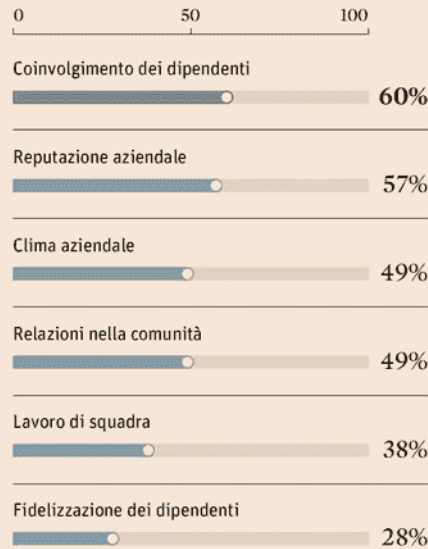 0 50 100
Coinvolgimento dei dipendenti
60%
Reputazione aziendale
57%
Clima aziendale
49%
Relazioni nella comunità
49%
Lavoro di squadra
38%
Fidelizzazione dei dipendenti
28%